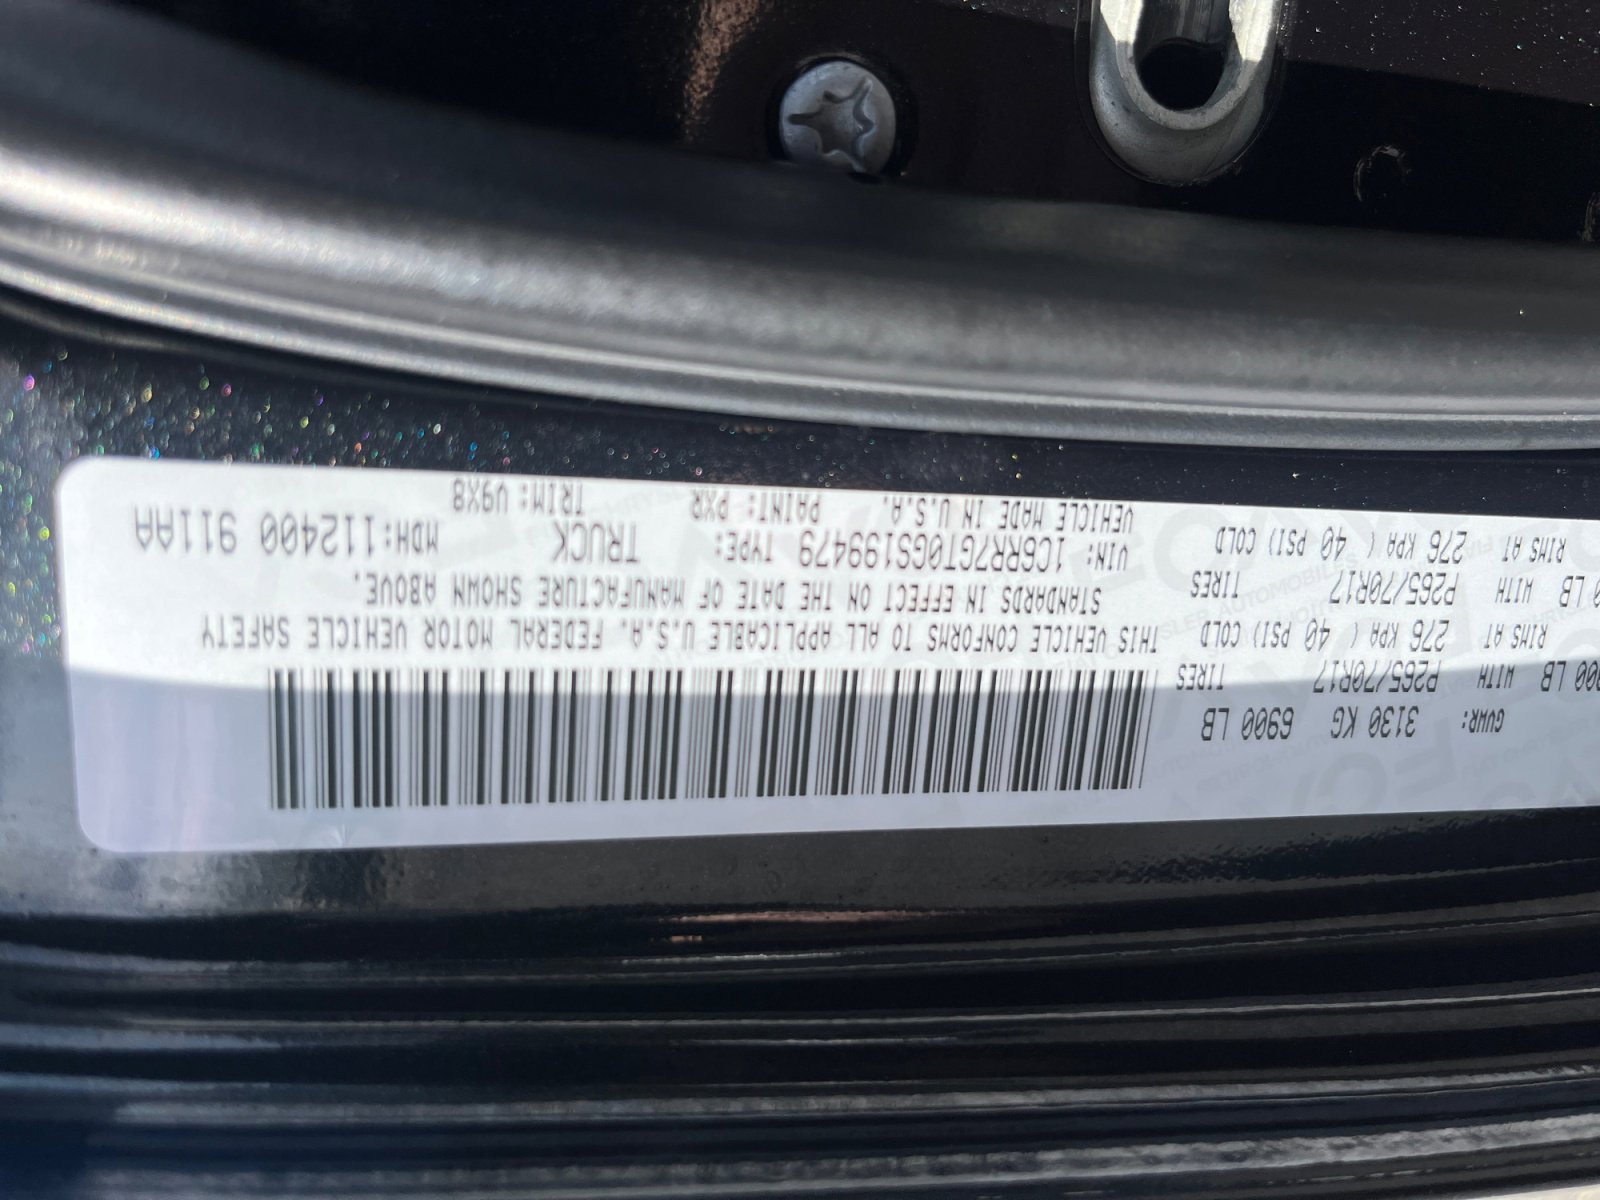 GVWR: 3130 KG 6900 LB
LB WITH P265/70R17 TIRES
RIMS AT 276 KPA ( 40 PSI) COLD
LB WITH P265/70R17 TIRES
RIMS AT 276 KPA ( 40 PSI) COLD
THIS VEHICLE CONFORMS TO ALL APPLICABLE U.S.A. FEDERAL MOTOR VEHICLE SAFETY
STANDARDS IN EFFECT ON THE DATE OF MANUFACTURE SHOWN ABOVE.
VIN: 1C6RR7GT0GS199479 TYPE: TRUCK MDH:112400 911AA
VEHICLE MADE IN U.S.A. PAINT: PXR TRIM: V9X8